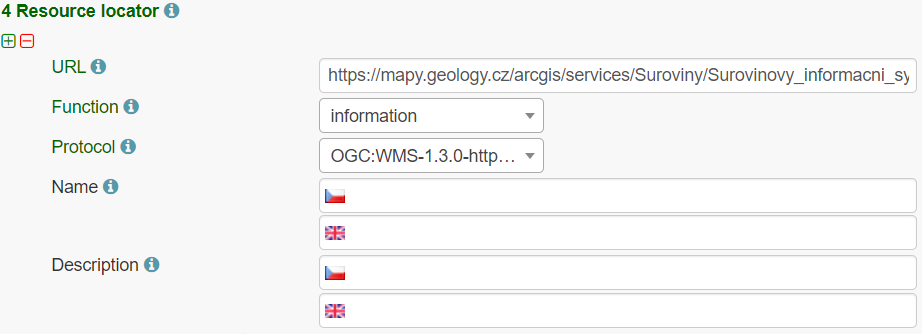 4 Resource locator
URL
https://mapy.geology.cz/arcgis/services/Suroviny/Surovinovy_informacni_sy
Function
information
Protocol
OGC:WMS-1.3.0-http...
Name
Description